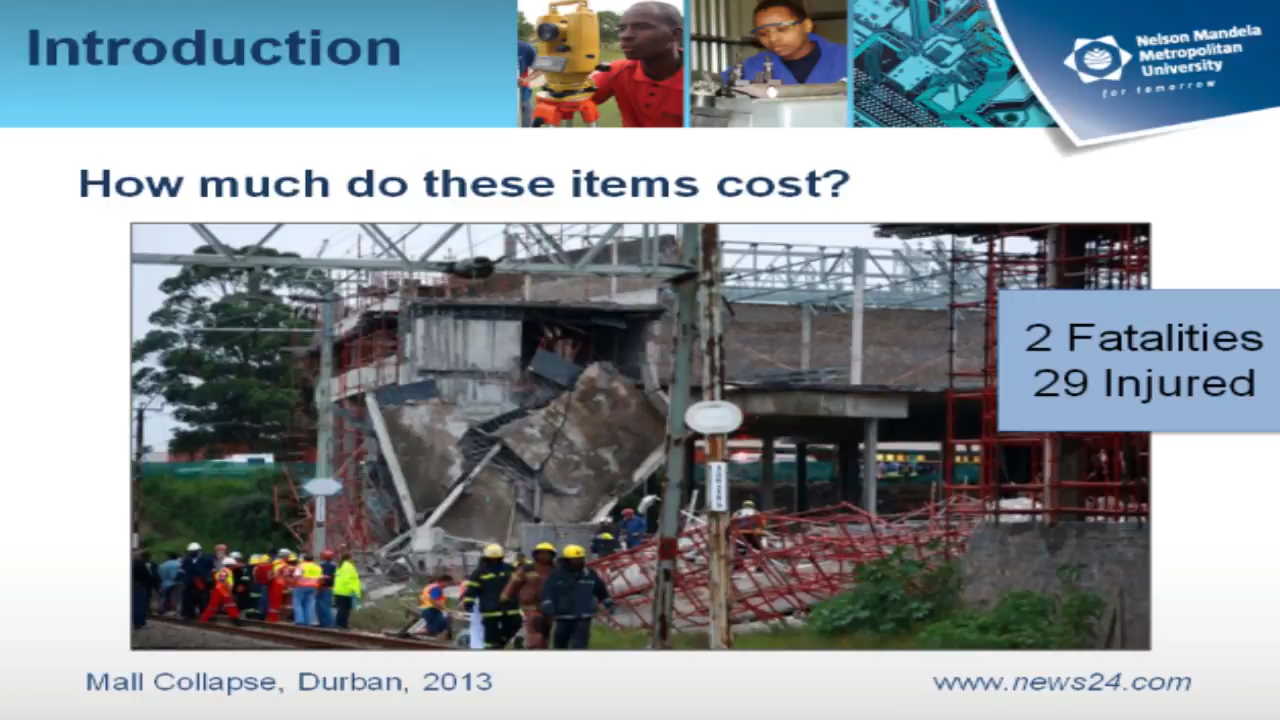 Introduction
Nelson Mandela
Metropolitan
University
for tomorrow
How much do these items cost?
2 Fatalities
29 Injured
Mall Collapse, Durban, 2013
www.news24.com